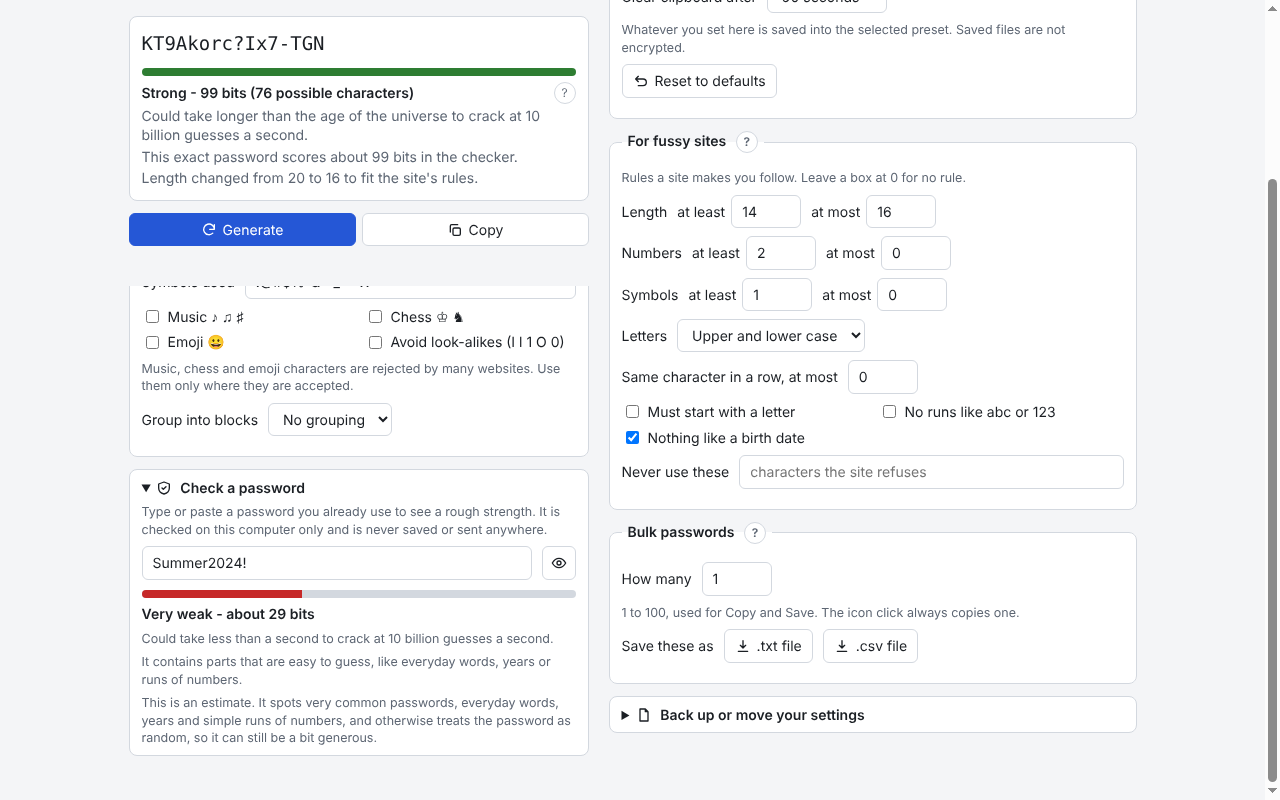 KT9Akorc?Ix7-TGN
Strong - 99 bits (76 possible characters)
?
Could take longer than the age of the universe to crack at 10
billion guesses a second.
This exact password scores about 99 bits in the checker.
Length changed from 20 to 16 to fit the site's rules.
Generate
Copy
Music ♪ ♫ ♯
Chess ♔ ♞
Emoji 😀
Avoid look-alikes (l I 1 O 0)
Music, chess and emoji characters are rejected by many websites. Use
them only where they are accepted.
Group into blocks
No grouping
Check a password
Type or paste a password you already use to see a rough strength. It is
checked on this computer only and is never saved or sent anywhere.
Summer2024!
Very weak - about 29 bits
Could take less than a second to crack at 10 billion guesses a second.
It contains parts that are easy to guess, like everyday words, years or
runs of numbers.
This is an estimate. It spots very common passwords, everyday words,
years and simple runs of numbers, and otherwise treats the password as
random, so it can still be a bit generous.
Whatever you set here is saved into the selected preset. Saved files are not
encrypted.
Reset to defaults
For fussy sites
?
Rules a site makes you follow. Leave a box at 0 for no rule.
Length at least 14 at most 16
Numbers at least 2 at most 0
Symbols at least 1 at most 0
Letters Upper and lower case
Same character in a row, at most 0
Must start with a letter
No runs like abc or 123
Nothing like a birth date
Never use these characters the site refuses
Bulk passwords
?
How many 1
1 to 100, used for Copy and Save. The icon click always copies one.
Save these as .txt file .csv file
Back up or move your settings